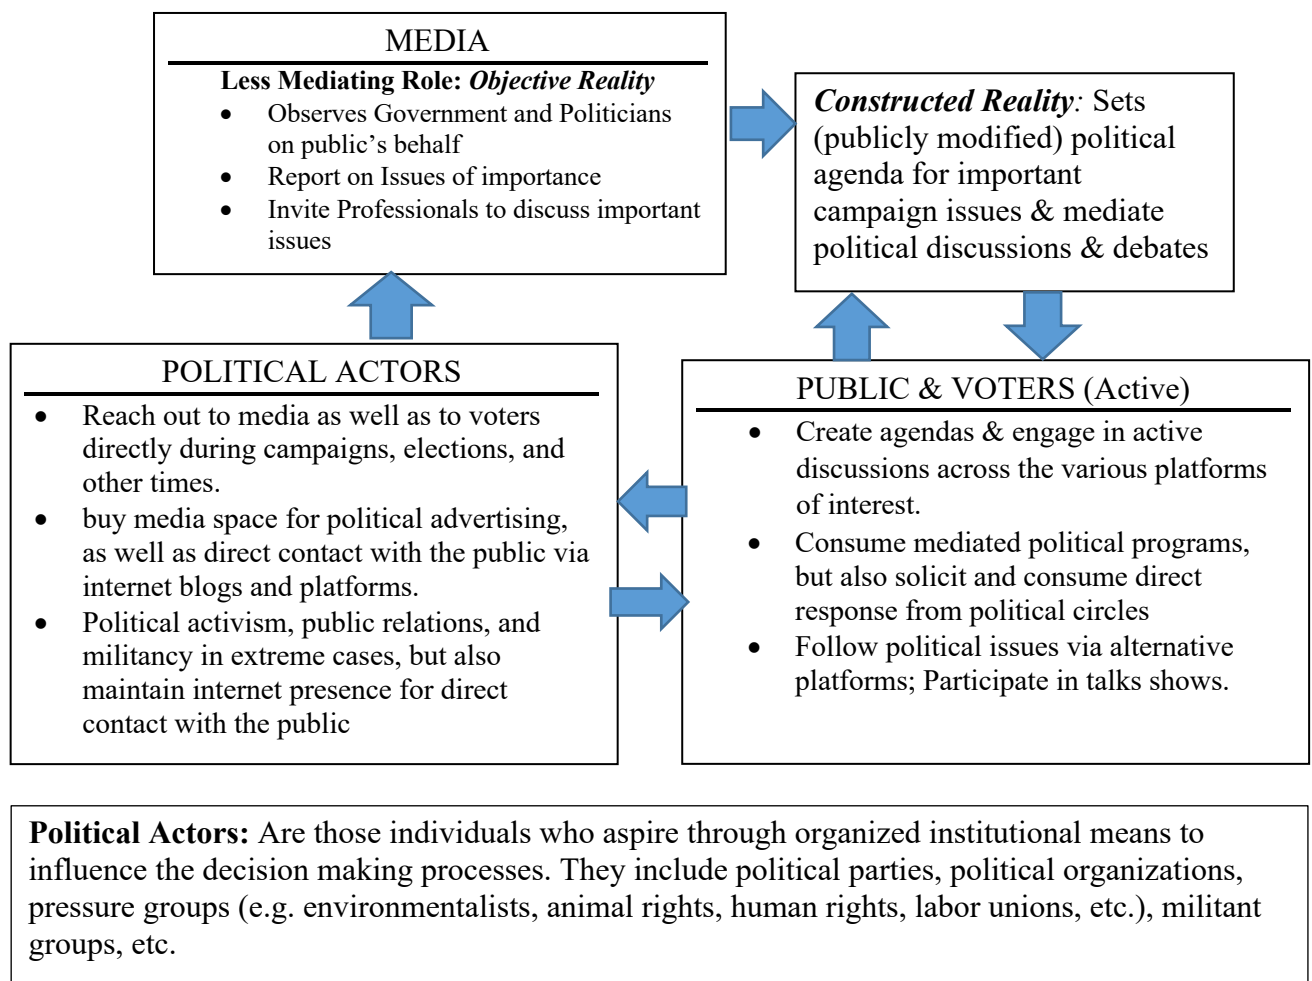 MEDIA
Less Mediating Role: Objective Reality
• Observes Government and Politicians
on public’s behalf
• Report on Issues of importance
• Invite Professionals to discuss important
issues
Constructed Reality: Sets
(publicly modified) political
agenda for important
campaign issues & mediate
political discussions & debates
POLITICAL ACTORS
• Reach out to media as well as to voters
directly during campaigns, elections, and
other times.
• buy media space for political advertising,
as well as direct contact with the public via
internet blogs and platforms.
• Political activism, public relations, and
militancy in extreme cases, but also
maintain internet presence for direct
contact with the public
PUBLIC & VOTERS (Active)
• Create agendas & engage in active
discussions across the various platforms
of interest.
• Consume mediated political programs,
but also solicit and consume direct
response from political circles
• Follow political issues via alternative
platforms; Participate in talks shows.
Political Actors: Are those individuals who aspire through organized institutional means to
influence the decision making processes. They include political parties, political organizations,
pressure groups (e.g. environmentalists, animal rights, human rights, labor unions, etc.), militant
groups, etc.